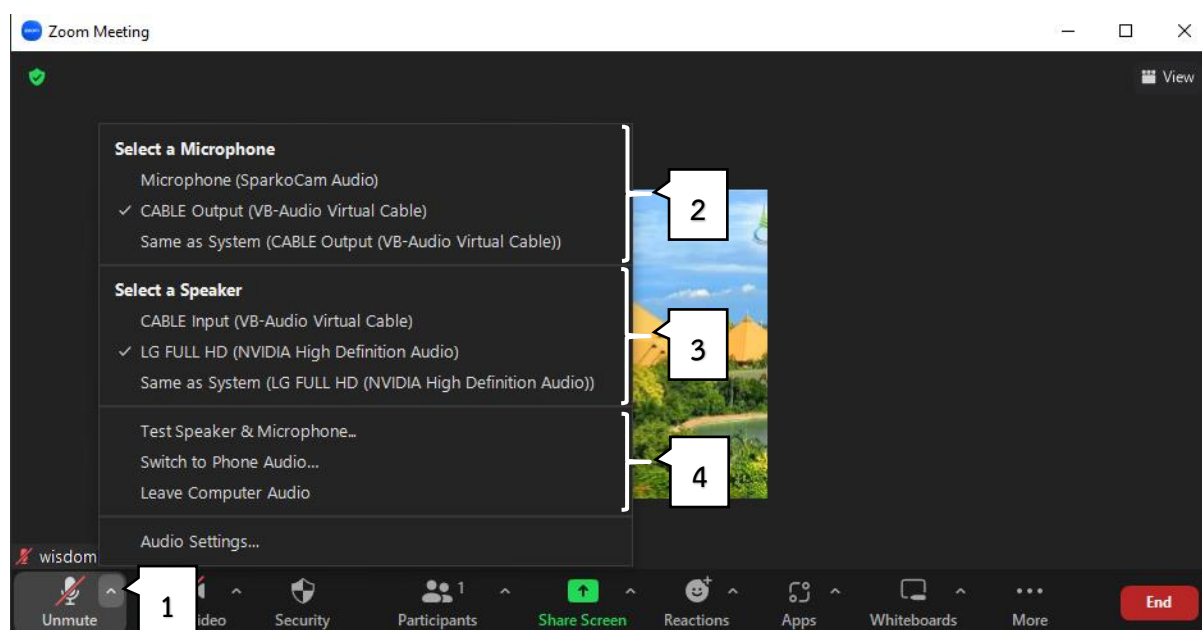 Zoom Meeting
View
Select a Microphone
Microphone (SparkoCam Audio)
✓ CABLE Output (VB-Audio Virtual Cable)
Same as System (CABLE Output (VB-Audio Virtual Cable))
2
Select a Speaker
CABLE Input (VB-Audio Virtual Cable)
✓ LG FULL HD (NVIDIA High Definition Audio)
Same as System (LG FULL HD (NVIDIA High Definition Audio))
3
Test Speaker & Microphone...
Switch to Phone Audio...
Leave Computer Audio
4
Audio Settings...
wisdom
1
Unmute ideo Security Participants 1 Share Screen Reactions Apps Whiteboards More End